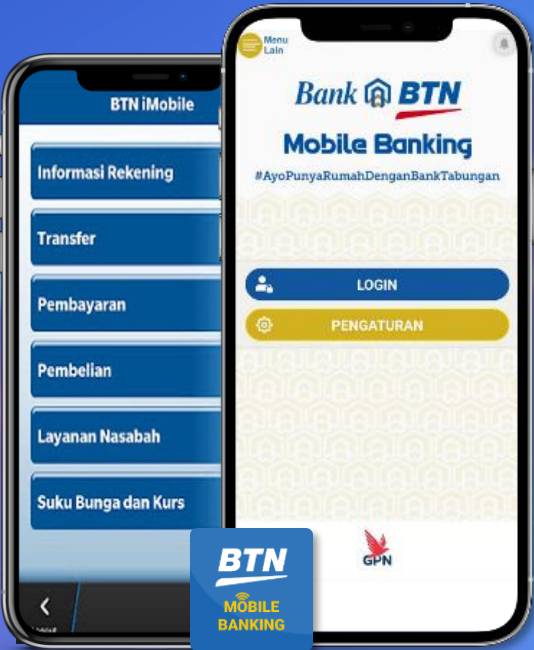 BTN iMobile
Informasi Rekening
Transfer
Pembayaran
Pembelian
Layanan Nasabah
Suku Bunga dan Kurs
Menu
Lain
Bank BTN
Mobile Banking
#AyoPunyaRumahDenganBankTabungan
LOGIN
PENGATURAN
GPN
BTN
MOBILE
BANKING